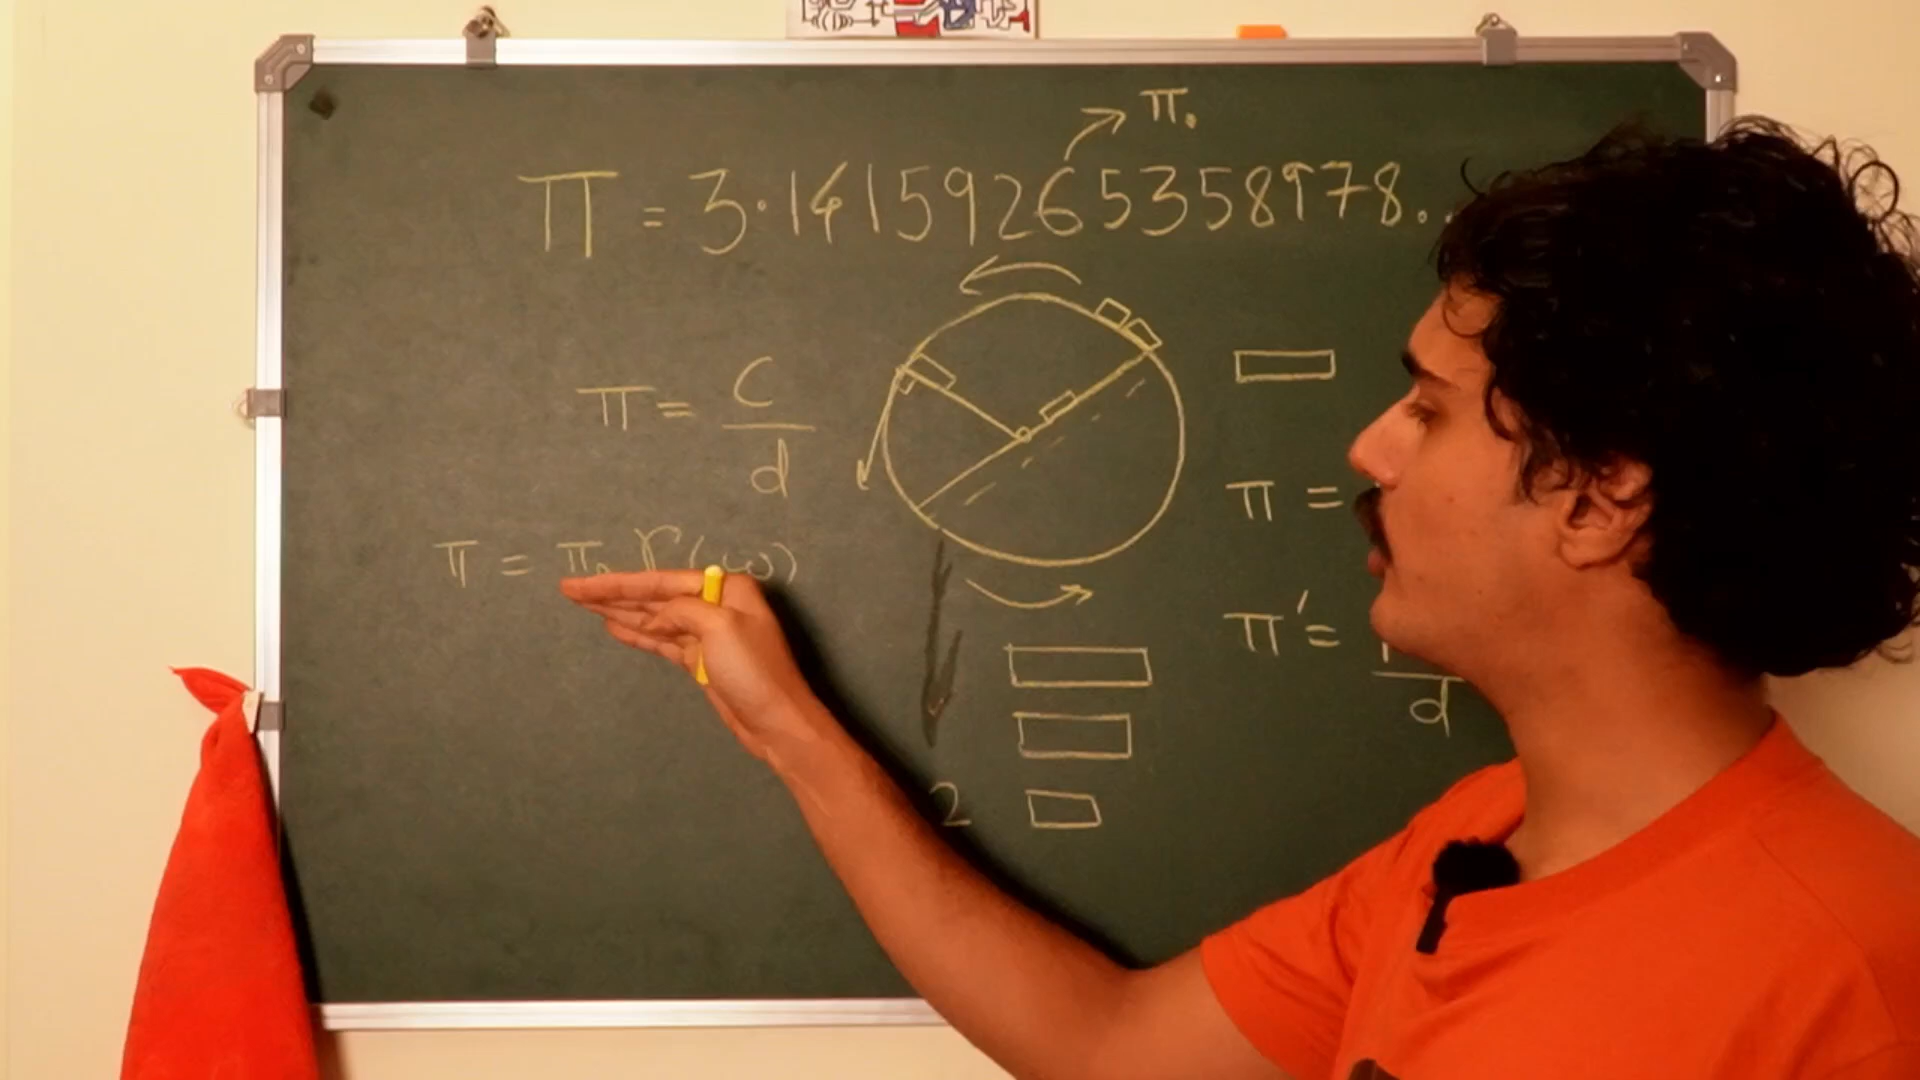 π₀
π = 3.14159265358978..
π = C
d
π =
π = π₀ γ(ω)
π' =
d
2